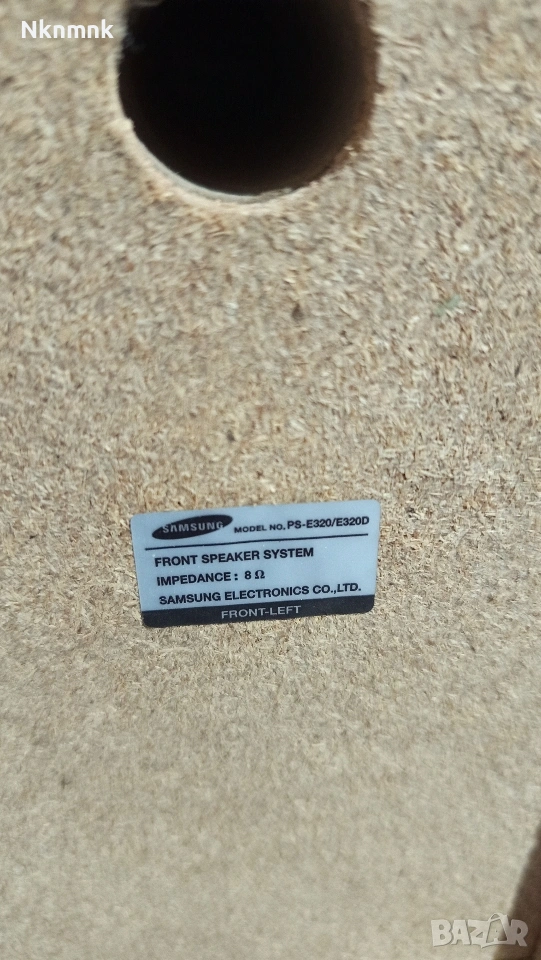 Nknmnk
SAMSUNG MODEL NO. PS-E320/E320D
FRONT SPEAKER SYSTEM
IMPEDANCE : 8 Ω
SAMSUNG ELECTRONICS CO.,LTD.
FRONT-LEFT
BAZAR